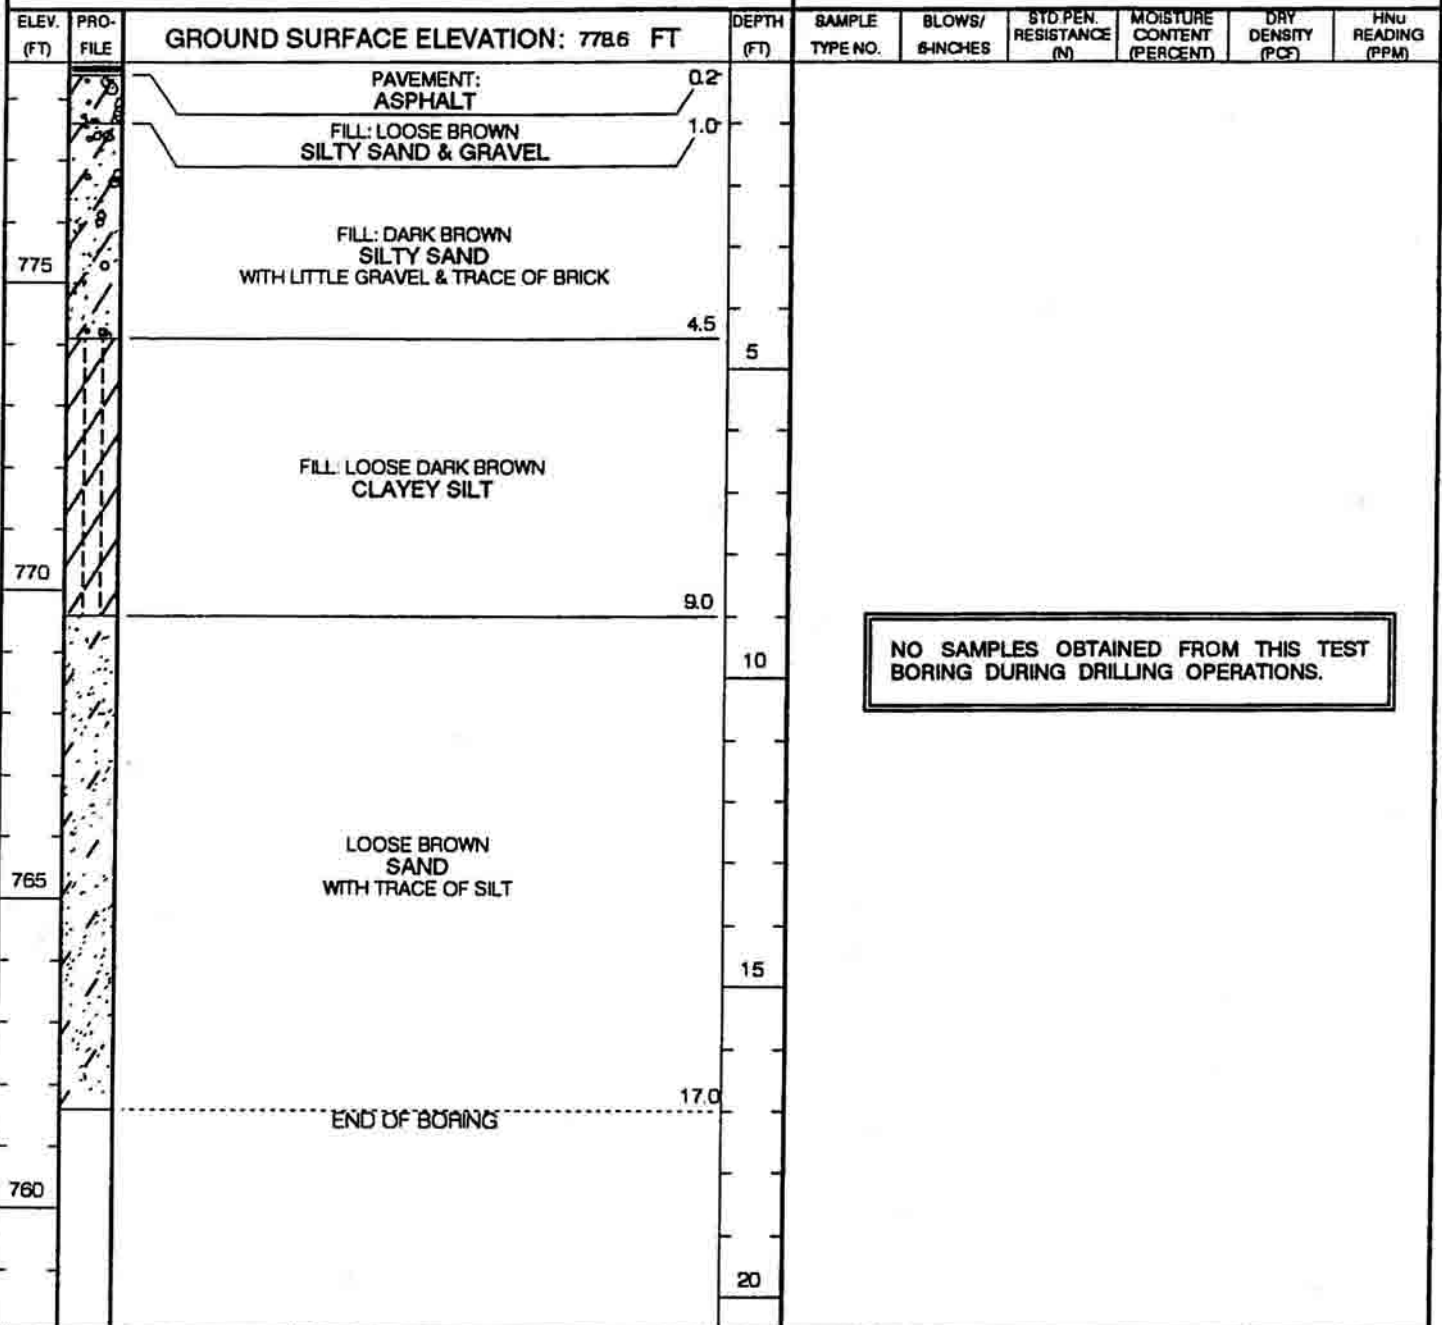 ELEV. (FT)
PRO- FILE
GROUND SURFACE ELEVATION: 778.6 FT
DEPTH (FT)
SAMPLE TYPE NO.
BLOWS/ 6-INCHES
STD.PEN. RESISTANCE (N)
MOISTURE CONTENT (PERCENT)
DRY DENSITY (PCF)
HNu READING (PPM)
PAVEMENT:
ASPHALT
0.2
FILL: LOOSE BROWN
SILTY SAND & GRAVEL
1.0
FILL: DARK BROWN
SILTY SAND
WITH LITTLE GRAVEL & TRACE OF BRICK
775
4.5
5
FILL: LOOSE DARK BROWN
CLAYEY SILT
770
9.0
10
NO SAMPLES OBTAINED FROM THIS TEST
BORING DURING DRILLING OPERATIONS.
LOOSE BROWN
SAND
WITH TRACE OF SILT
765
15
17.0
END OF BORING
760
20